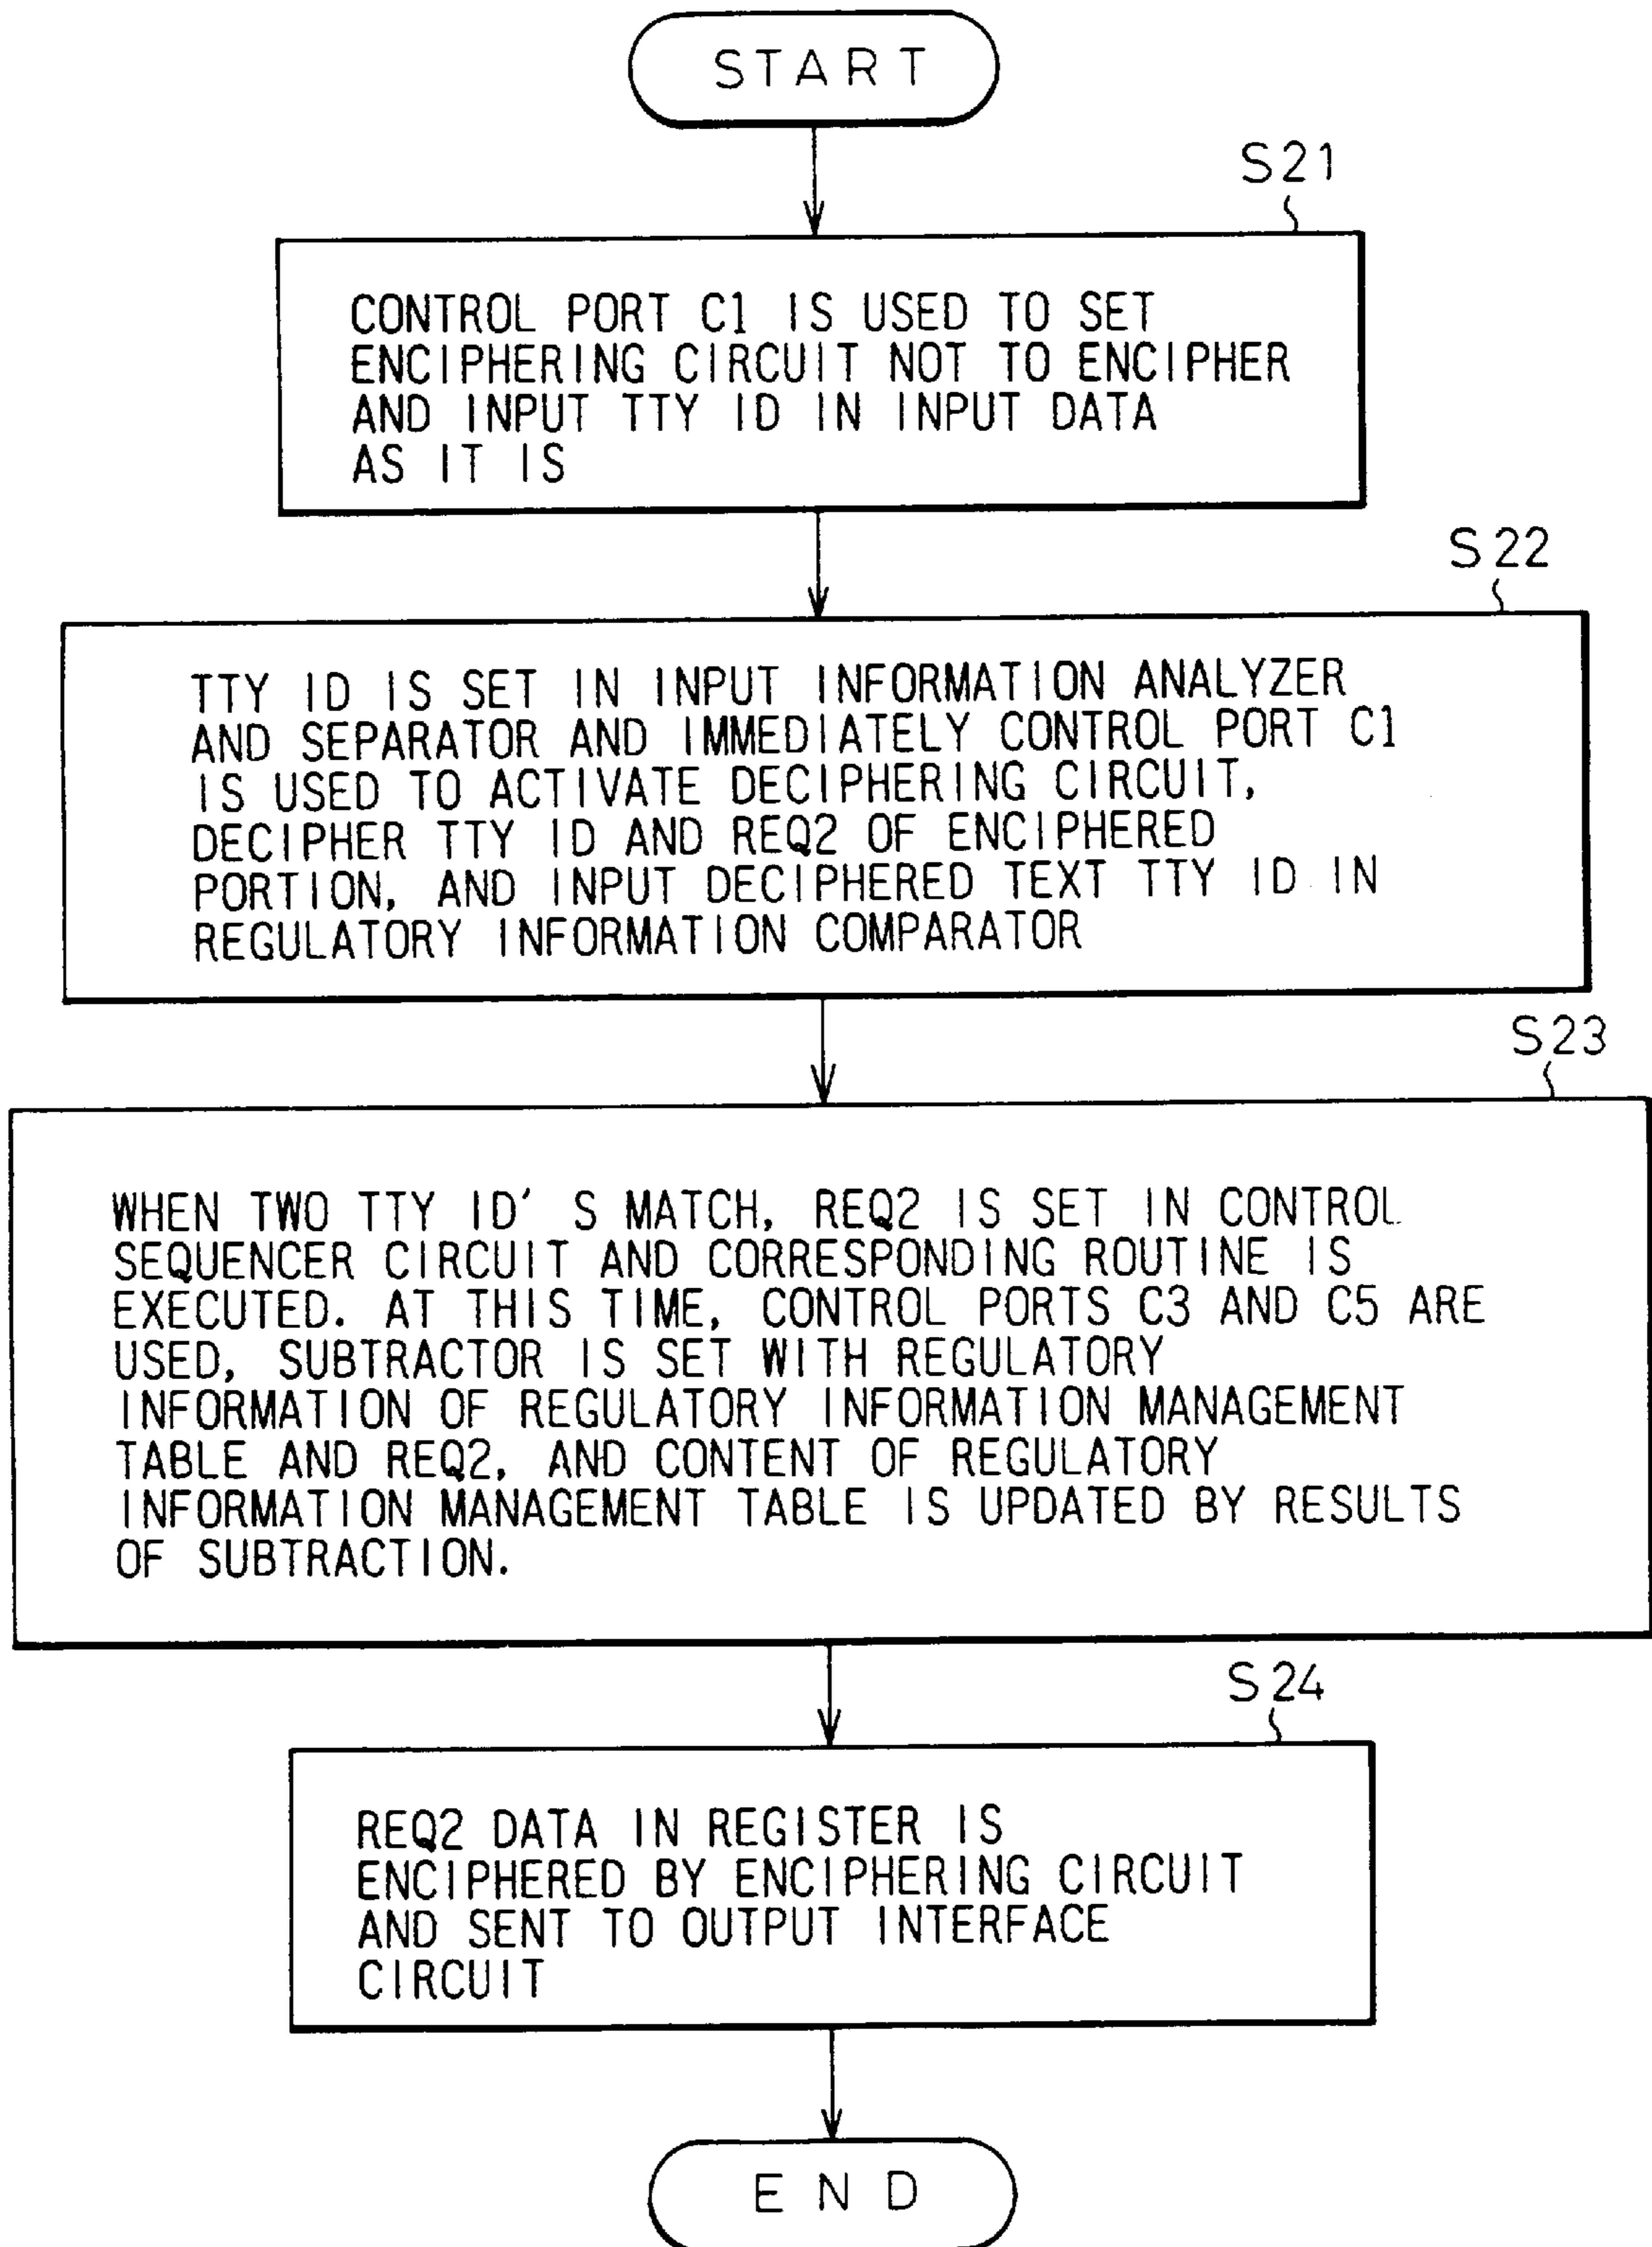 START
S21
CONTROL PORT C1 IS USED TO SET
ENCIPHERING CIRCUIT NOT TO ENCIPHER
AND INPUT TTY ID IN INPUT DATA
AS IT IS
S22
TTY ID IS SET IN INPUT INFORMATION ANALYZER
AND SEPARATOR AND IMMEDIATELY CONTROL PORT C1
IS USED TO ACTIVATE DECIPHERING CIRCUIT,
DECIPHER TTY ID AND REQ2 OF ENCIPHERED
PORTION, AND INPUT DECIPHERED TEXT TTY ID IN
REGULATORY INFORMATION COMPARATOR
S23
WHEN TWO TTY ID' S MATCH, REQ2 IS SET IN CONTROL
SEQUENCER CIRCUIT AND CORRESPONDING ROUTINE IS
EXECUTED. AT THIS TIME, CONTROL PORTS C3 AND C5 ARE
USED, SUBTRACTOR IS SET WITH REGULATORY
INFORMATION OF REGULATORY INFORMATION MANAGEMENT
TABLE AND REQ2, AND CONTENT OF REGULATORY
INFORMATION MANAGEMENT TABLE IS UPDATED BY RESULTS
OF SUBTRACTION.
S24
REQ2 DATA IN REGISTER IS
ENCIPHERED BY ENCIPHERING CIRCUIT
AND SENT TO OUTPUT INTERFACE
CIRCUIT
END